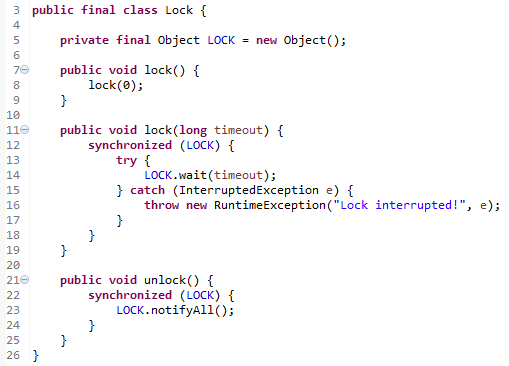 3 public final class Lock {
4
5     private final Object LOCK = new Object();
6
7     public void lock() {
8         lock(0);
9     }
10
11     public void lock(long timeout) {
12         synchronized (LOCK) {
13             try {
14                 LOCK.wait(timeout);
15             } catch (InterruptedException e) {
16                 throw new RuntimeException("Lock interrupted!", e);
17             }
18         }
19     }
20
21     public void unlock() {
22         synchronized (LOCK) {
23             LOCK.notifyAll();
24         }
25     }
26 }